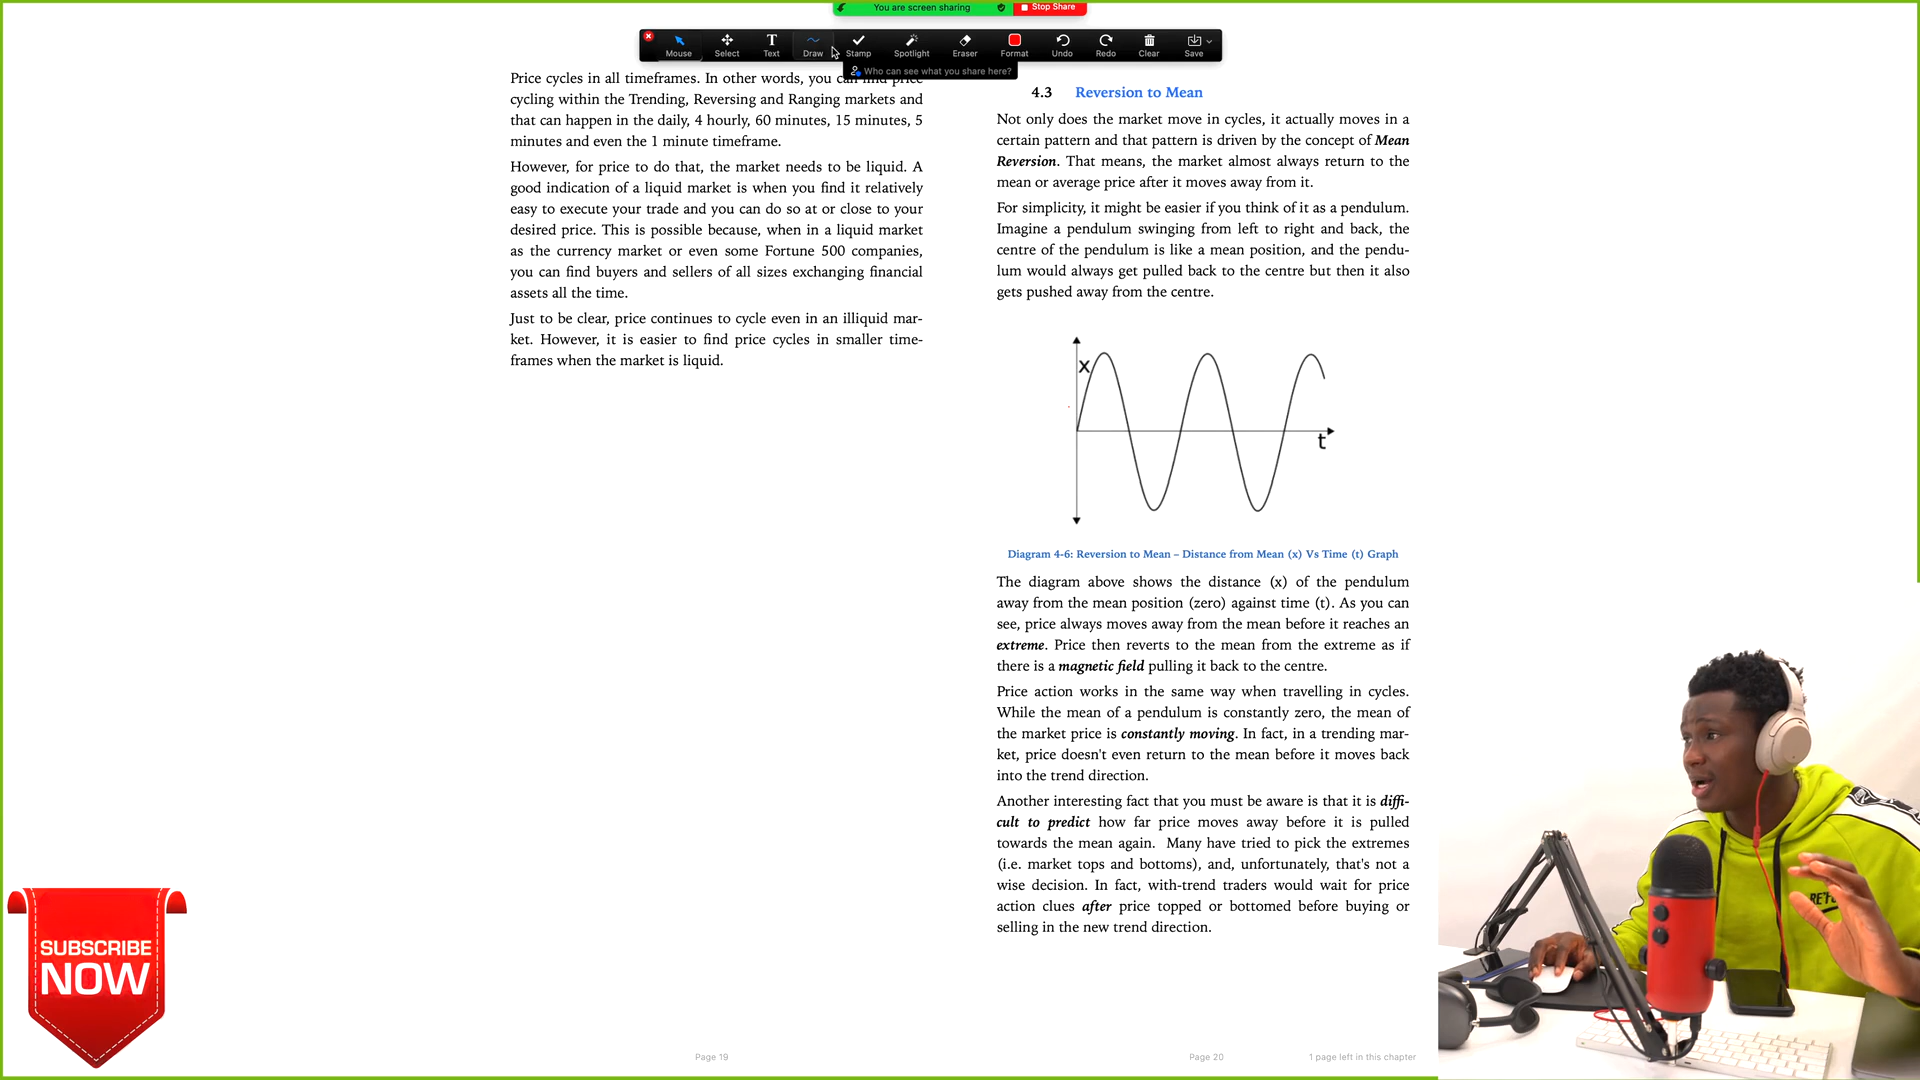 You are screen sharing
Stop Share
Mouse
Select
Text
Draw
Stamp
Spotlight
Eraser
Format
Undo
Redo
Clear
Save
Who can see what you share here?
Price cycles in all timeframes. In other words, you can find price
cycling within the Trending, Reversing and Ranging markets and
that can happen in the daily, 4 hourly, 60 minutes, 15 minutes, 5
minutes and even the 1 minute timeframe.
However, for price to do that, the market needs to be liquid. A
good indication of a liquid market is when you find it relatively
easy to execute your trade and you can do so at or close to your
desired price. This is possible because, when in a liquid market
as the currency market or even some Fortune 500 companies,
you can find buyers and sellers of all sizes exchanging financial
assets all the time.
Just to be clear, price continues to cycle even in an illiquid mar-
ket. However, it is easier to find price cycles in smaller time-
frames when the market is liquid.
Page 19
4.3 Reversion to Mean
Not only does the market move in cycles, it actually moves in a
certain pattern and that pattern is driven by the concept of Mean
Reversion. That means, the market almost always return to the
mean or average price after it moves away from it.
For simplicity, it might be easier if you think of it as a pendulum.
Imagine a pendulum swinging from left to right and back, the
centre of the pendulum is like a mean position, and the pendu-
lum would always get pulled back to the centre but then it also
gets pushed away from the centre.
x
t
Diagram 4-6: Reversion to Mean – Distance from Mean (x) Vs Time (t) Graph
The diagram above shows the distance (x) of the pendulum
away from the mean position (zero) against time (t). As you can
see, price always moves away from the mean before it reaches an
extreme. Price then reverts to the mean from the extreme as if
there is a magnetic field pulling it back to the centre.
Price action works in the same way when travelling in cycles.
While the mean of a pendulum is constantly zero, the mean of
the market price is constantly moving. In fact, in a trending mar-
ket, price doesn't even return to the mean before it moves back
into the trend direction.
Another interesting fact that you must be aware is that it is diffi-
cult to predict how far price moves away before it is pulled
towards the mean again. Many have tried to pick the extremes
(i.e. market tops and bottoms), and, unfortunately, that's not a
wise decision. In fact, with-trend traders would wait for price
action clues after price topped or bottomed before buying or
selling in the new trend direction.
Page 20
1 page left in this chapter
SUBSCRIBE
NOW